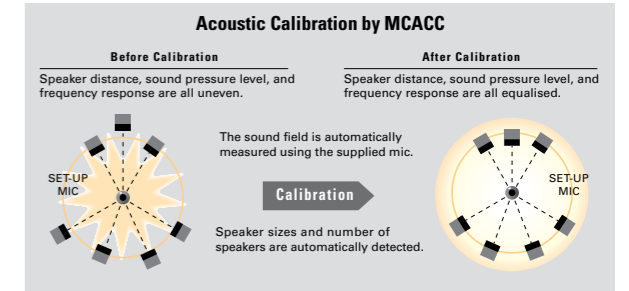 Acoustic Calibration by MCACC
Before Calibration
Speaker distance, sound pressure level, and
frequency response are all uneven.
SET-UP
MIC
The sound field is automatically
measured using the supplied mic.
Calibration
Speaker sizes and number of
speakers are automatically detected.
After Calibration
Speaker distance, sound pressure level, and
frequency response are all equalised.
SET-UP
MIC